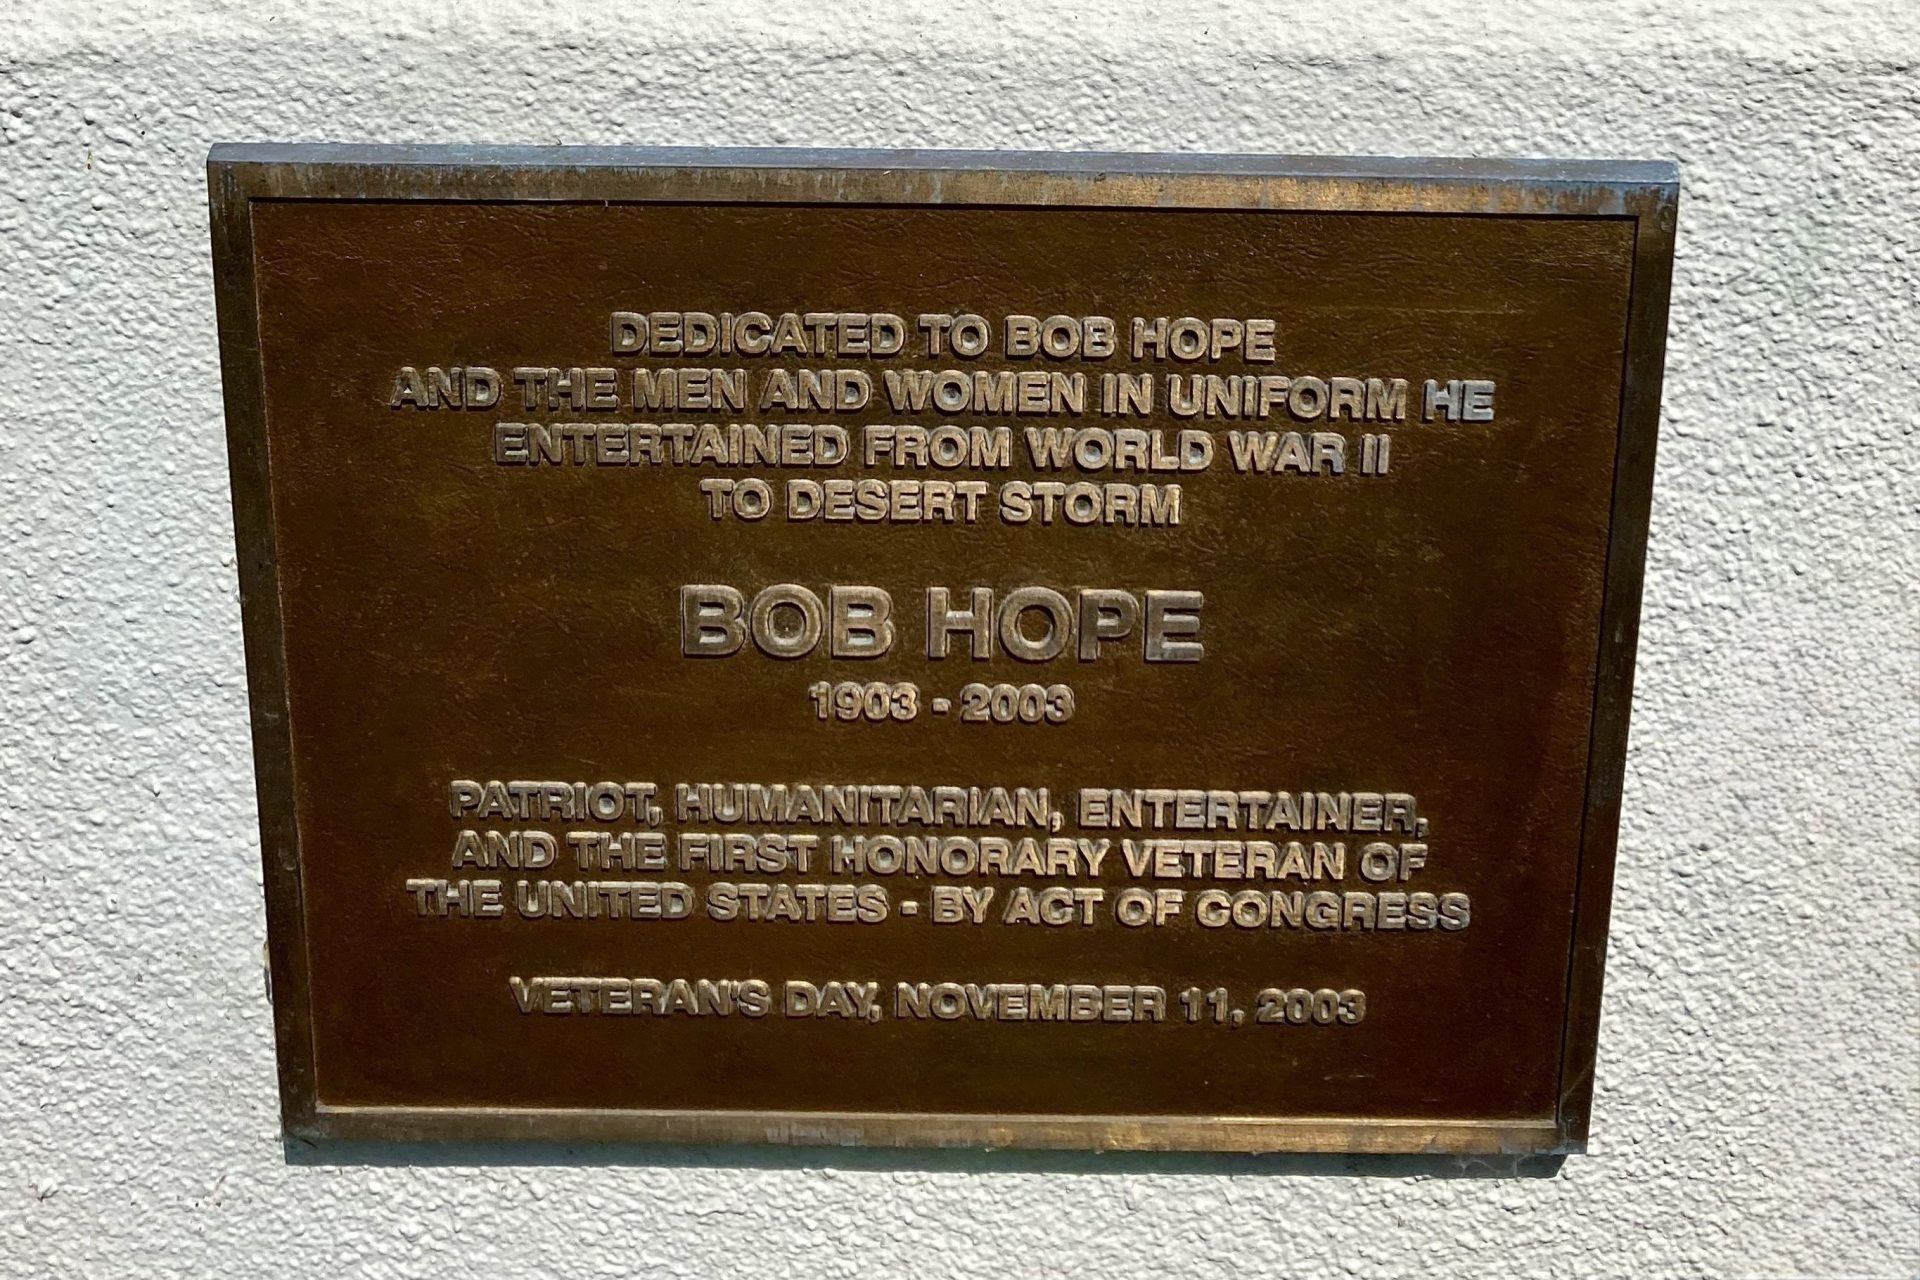 DEDICATED TO BOB HOPE
AND THE MEN AND WOMEN IN UNIFORM HE
ENTERTAINED FROM WORLD WAR II
TO DESERT STORM
BOB HOPE
1903 - 2003
PATRIOT, HUMANITARIAN, ENTERTAINER,
AND THE FIRST HONORARY VETERAN OF
THE UNITED STATES - BY ACT OF CONGRESS
VETERAN'S DAY, NOVEMBER 11, 2003